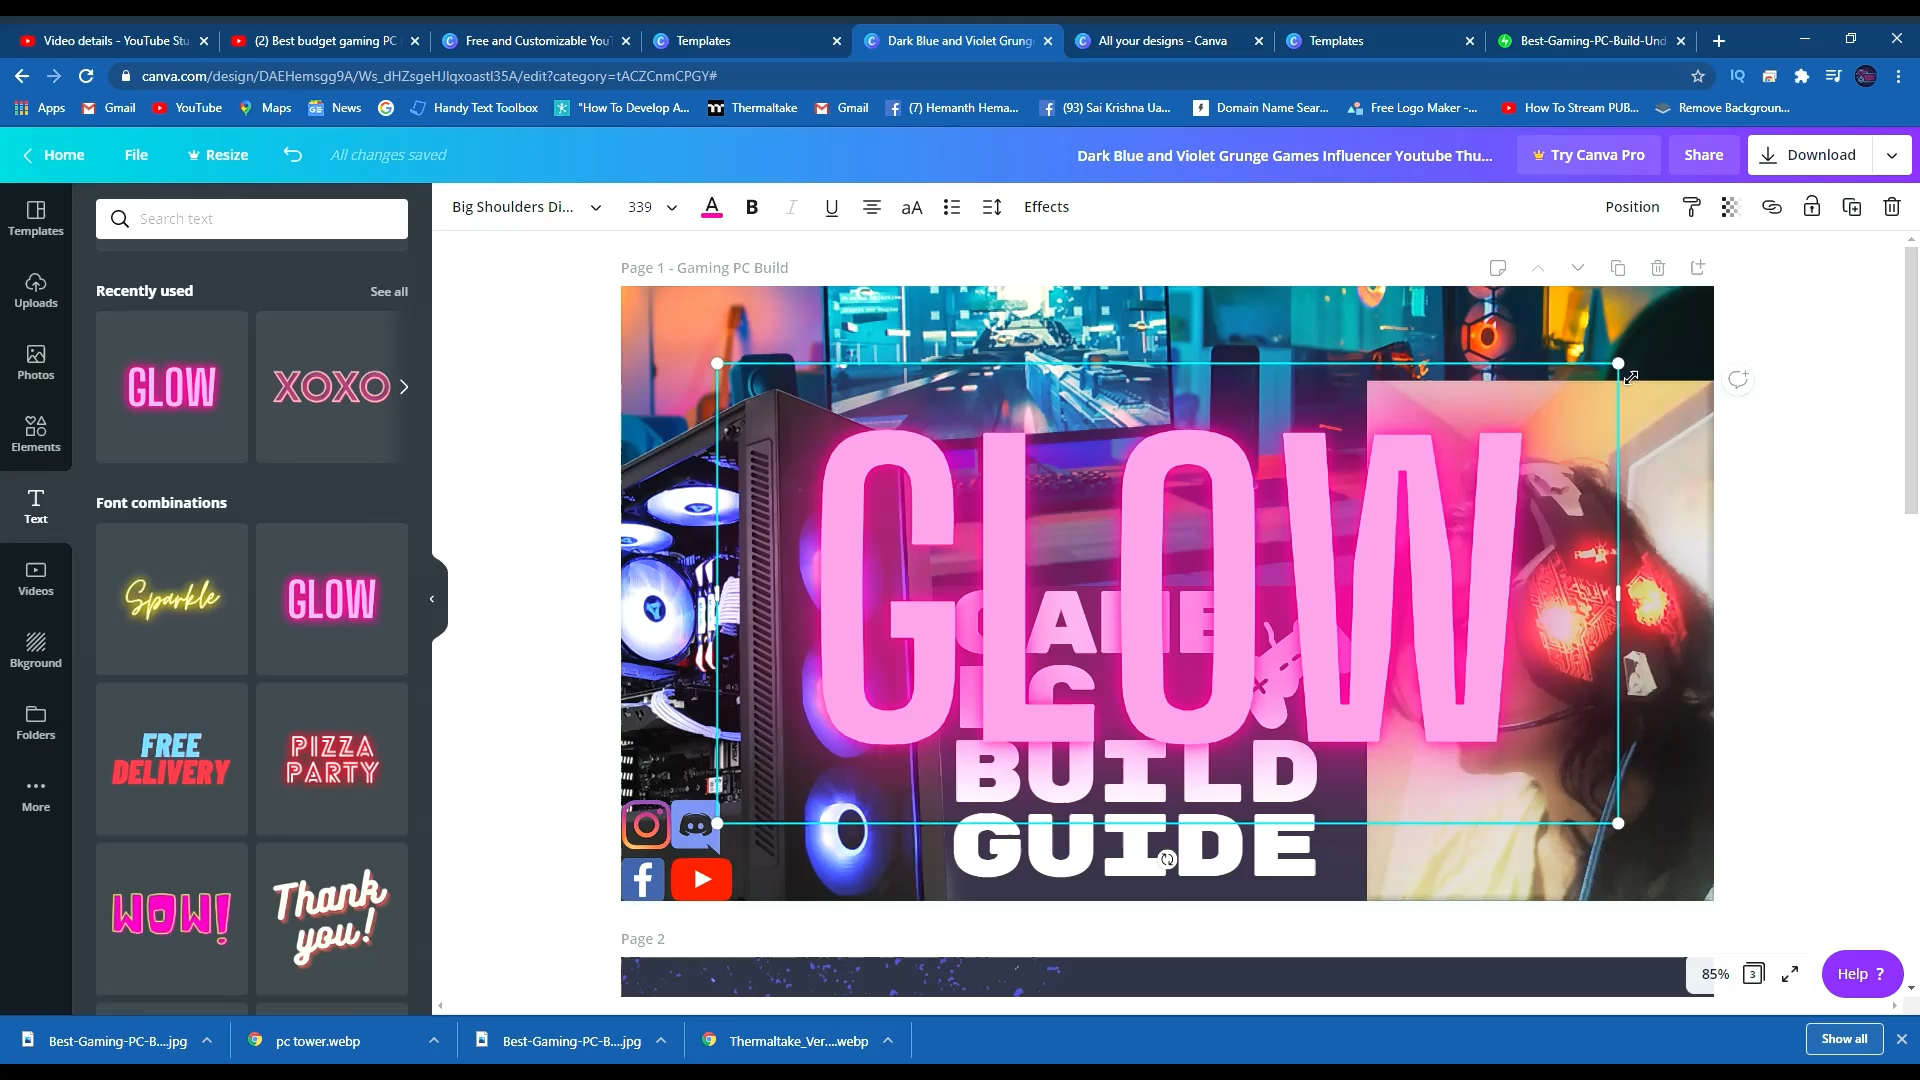 Video details - YouTube Stu
(2) Best budget gaming PC
Free and Customizable You
Templates
Dark Blue and Violet Grunge
All your designs - Canva
Templates
Best-Gaming-PC-Build-Und
canva.com/design/DAEHemsgg9A/Ws_dHZsgeHJIqxoastI35A/edit?category=tACZCnmCPGY#
IQ
Apps
Gmail
YouTube
Maps
News
Handy Text Toolbox
"How To Develop A...
Thermaltake
Gmail
(7) Hemanth Hema...
(93) Sai Krishna Ua...
Domain Name Sear...
Free Logo Maker -...
How To Stream PUB...
Remove Backgroun...
Home
File
Resize
All changes saved
Dark Blue and Violet Grunge Games Influencer Youtube Thu...
Try Canva Pro
Share
Download
Templates
Uploads
Photos
Elements
Text
Videos
Bkground
Folders
More
Search text
Recently used
See all
GLOW
XOXO
Font combinations
Sparkle
GLOW
FREE
DELIVERY
PIZZA
PARTY
WOW!
Thank
you!
Big Shoulders Di...
339
A
B
I
U
aA
Effects
Position
Page 1 - Gaming PC Build
GLOW
GAME
PC
BUILD
GUIDE
Page 2
85%
3
Help ?
Best-Gaming-PC-B....jpg
pc tower.webp
Best-Gaming-PC-B....jpg
Thermaltake_Ver....webp
Show all